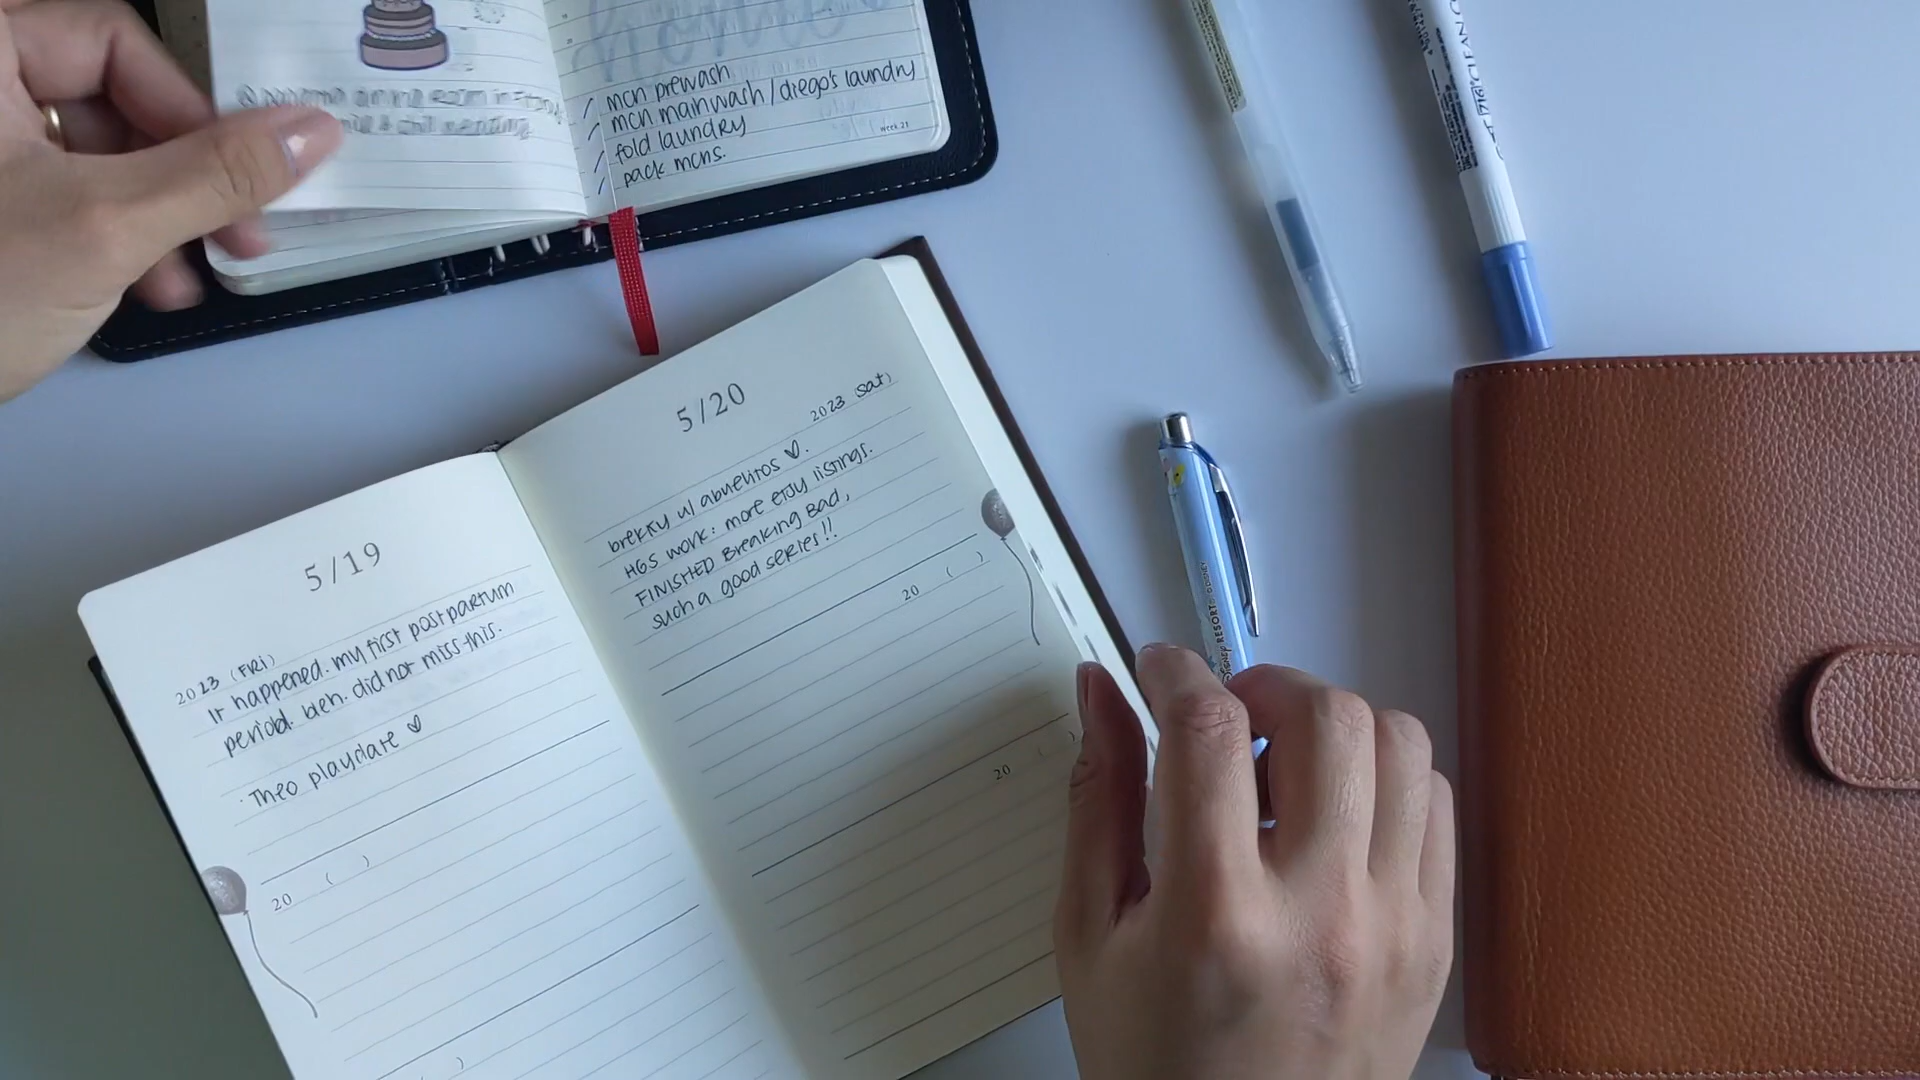 mcn prewash
mcn mainwash / diego's laundry
fold laundry
pack mcns.
Week 21
5/19
2023 (FRI)
It happened. my first postpartum
period. beh. did not miss this.
· Theo playdate ♡
20 ( )
( )
5/20
2023 (sat)
brekky w/ abuelitos ♡.
HGS work: more etsy listings.
FINISHED Breaking Bad,
such a good series!!
20 ( )
20 ( )
DISNEY RESORT © DISNEY